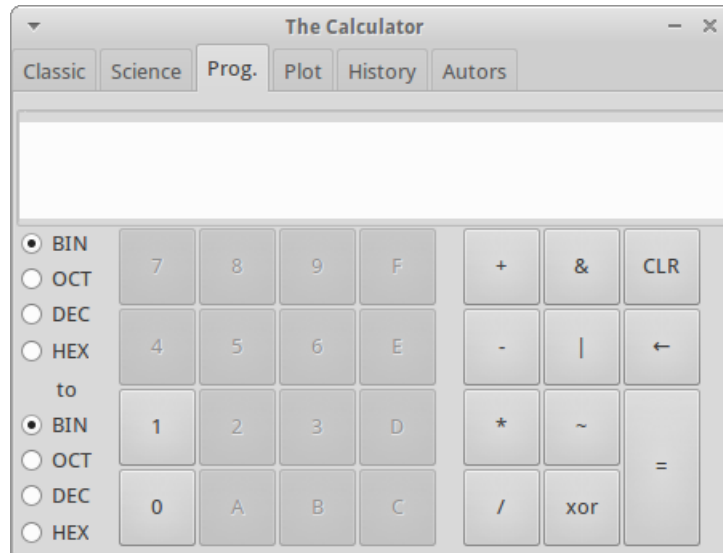 The Calculator
Classic Science Prog. Plot History Autors
BIN 7 8 9 F + & CLR
OCT
DEC
HEX 4 5 6 E - | ←
to
BIN 1 2 3 D * ~ =
OCT
DEC
HEX 0 A B C / xor